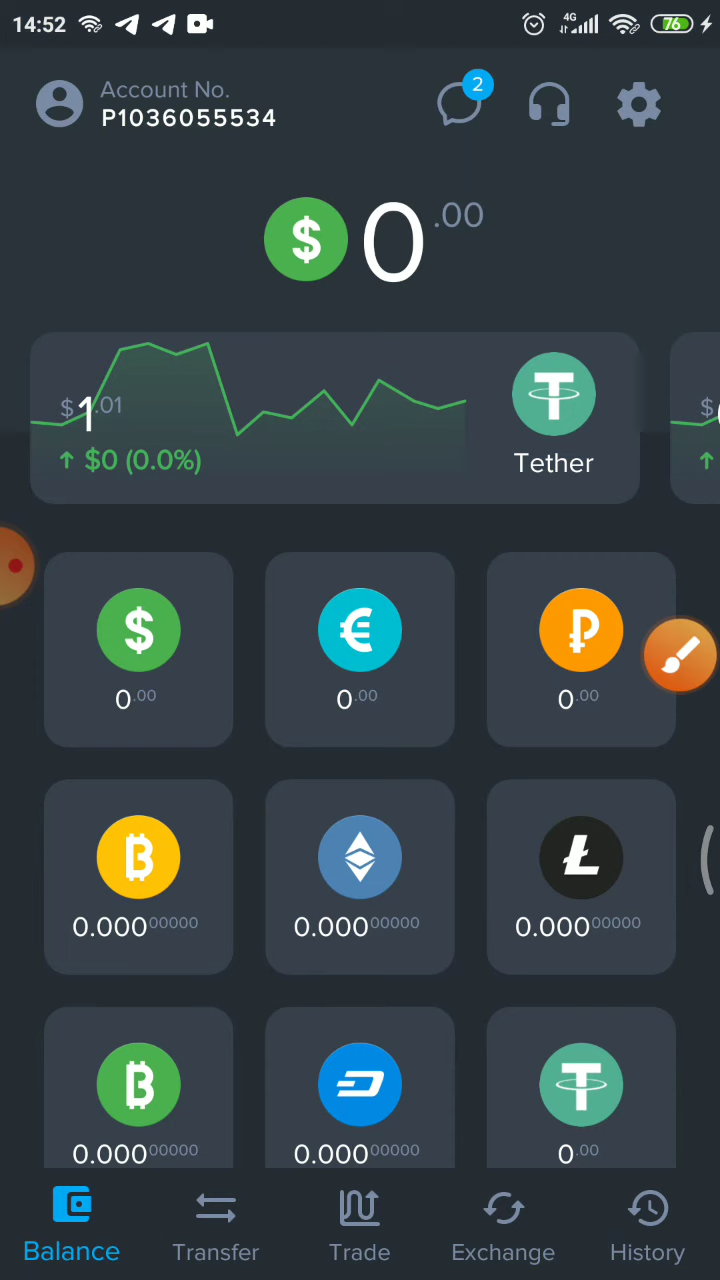 14:52 4G 76
Account No.
P1036055534
2
$ 0.00
$1.01
↑ $0 (0.0%)
Tether
$
↑
0.00 0.00 0.00
0.00000000 0.00000000 0.00000000
0.00000000 0.00000000 0.00
Balance Transfer Trade Exchange History